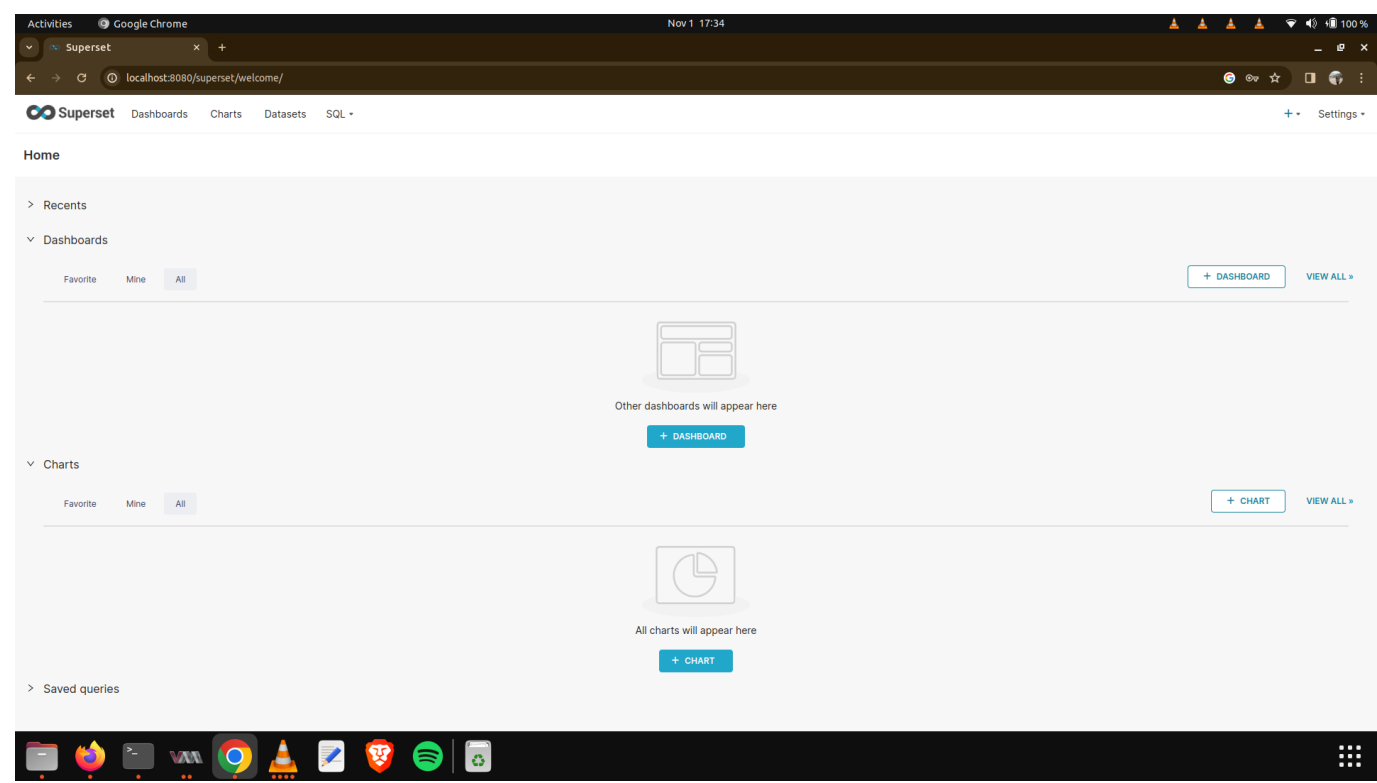 Activities Google Chrome Nov 1 17:34 100 %
Superset
localhost:8080/superset/welcome/
Superset Dashboards Charts Datasets SQL Settings
Home
Recents
Dashboards
Favorite Mine All + DASHBOARD VIEW ALL »
Other dashboards will appear here
+ DASHBOARD
Charts
Favorite Mine All + CHART VIEW ALL »
All charts will appear here
+ CHART
Saved queries